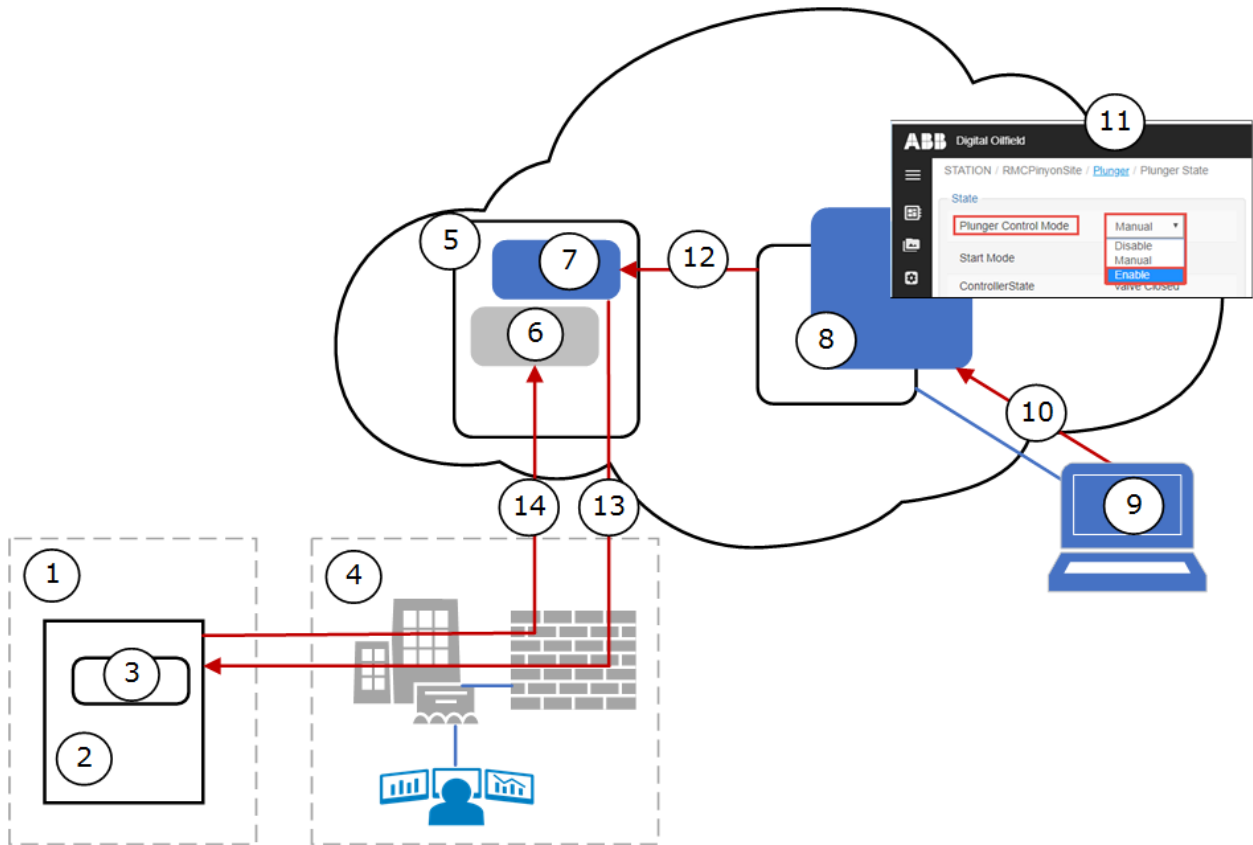 11
ABB Digital Oilfield
STATION / RMCPinyonSite / Plunger / Plunger State
State
Plunger Control Mode Manual
Disable
Start Mode Manual
Enable
ControllerState Valve Closed
5
7
12
6
8
10
14
13
9
1
4
3
2